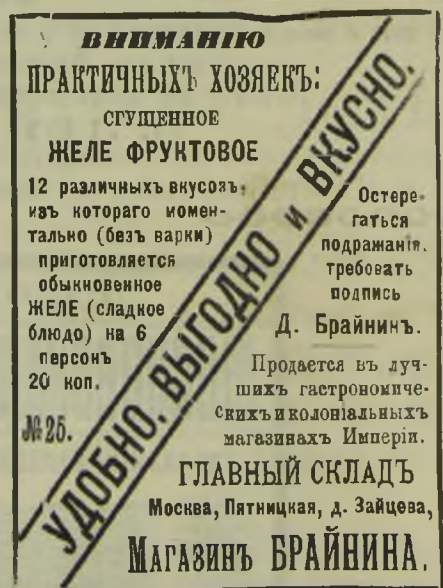 ВНИМАНІЮ
ПРАКТИЧНЫХЪ ХОЗЯЕКЪ:
СГУЩЕННОЕ
ЖЕЛЕ ФРУКТОВОЕ
12 различныхъ вкусовъ,
изъ котораго момен-
тально (безъ варки)
приготовляется
обыкновенное
ЖЕЛЕ (сладкое
блюдо) на 6
персонъ
20 коп.
№ 25.
УДОБНО, ВЫГОДНО и ВКУСНО.
Остере-
гаться
подражанія.
требовать
подпись
Д. Брайнинъ.
Продается въ луч-
шихъ гастрономиче-
скихъ и колоніальныхъ
магазинахъ Имперіи.
ГЛАВНЫЙ СКЛАДЪ
Москва, Пятницкая, д. Зайцева,
МАГАЗИНЪ БРАЙНИНА.